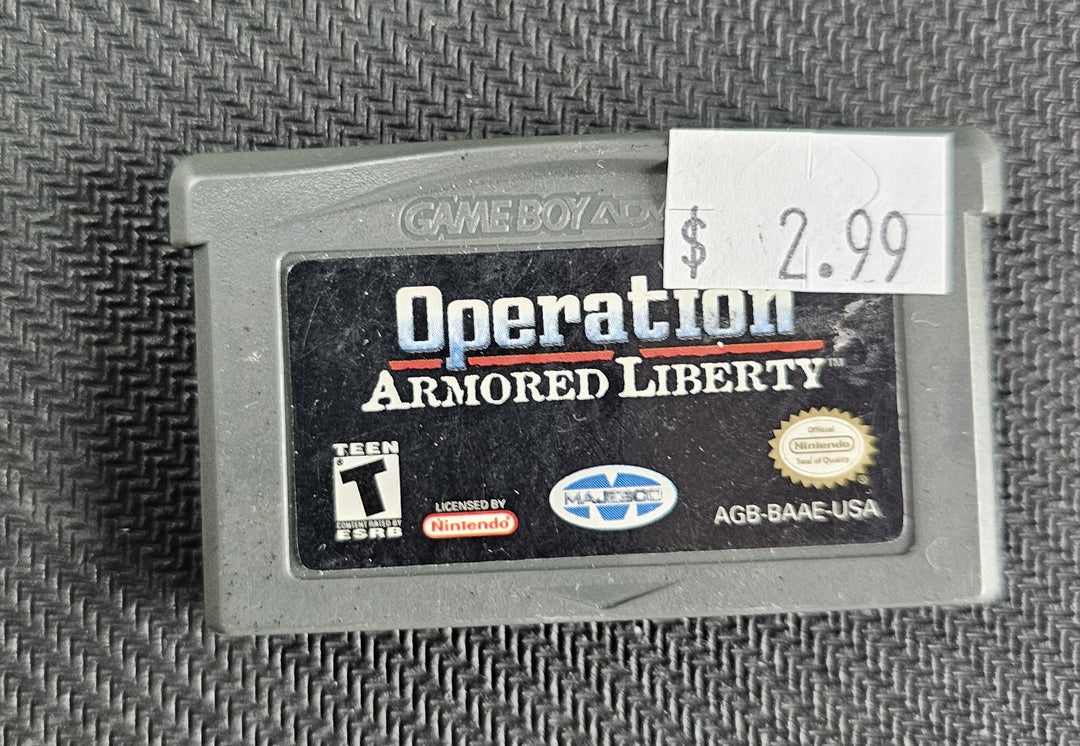 GAME BOY ADV
$ 2.99
Operation
ARMORED LIBERTY™
TEEN
T
CONTENT RATED BY
ESRB
LICENSED BY
Nintendo®
MAJESCO
Official
Nintendo
Seal of Quality
AGB-BAAE-USA